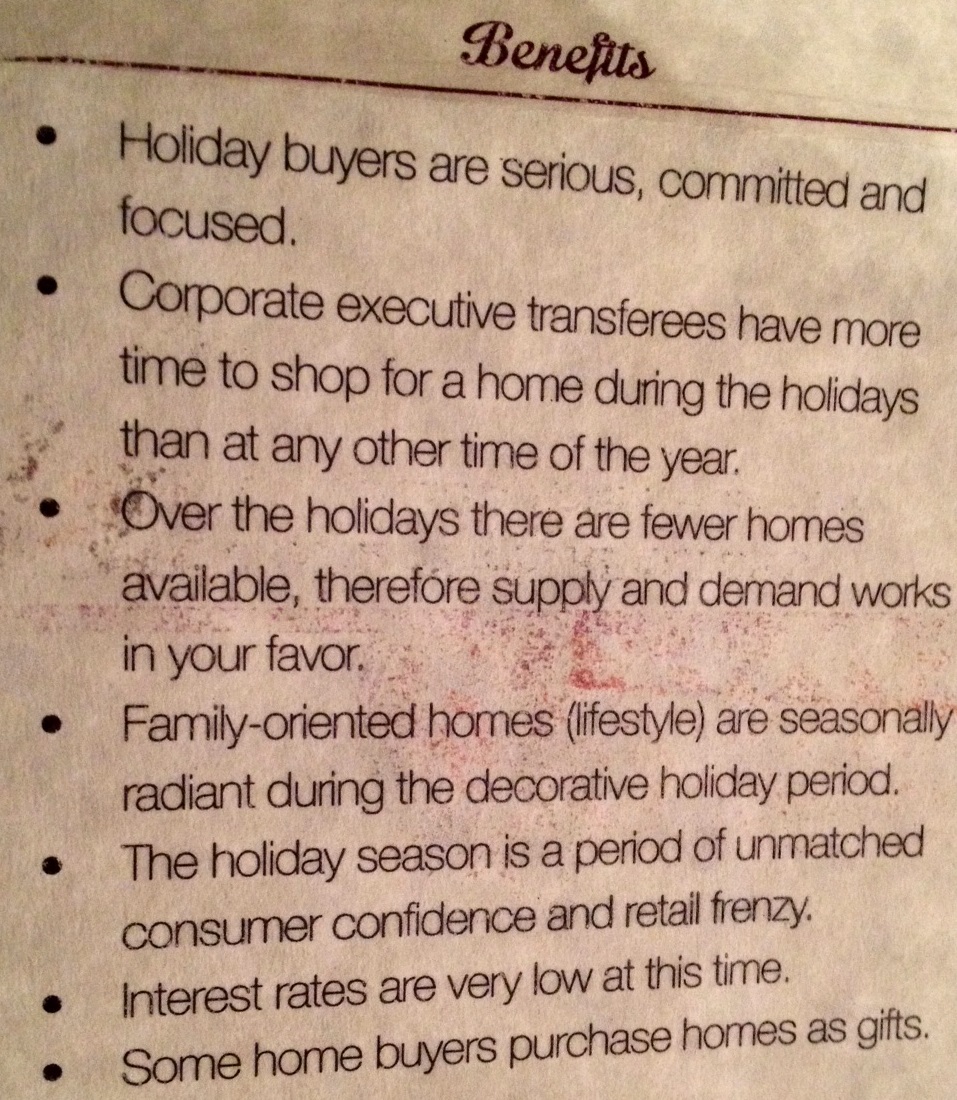 Benefits
• Holiday buyers are serious, committed and
focused.
• Corporate executive transferees have more
time to shop for a home during the holidays
than at any other time of the year.
• Over the holidays there are fewer homes
available, therefore supply and demand works
in your favor.
• Family-oriented homes (lifestyle) are seasonally
radiant during the decorative holiday period.
• The holiday season is a period of unmatched
consumer confidence and retail frenzy.
• Interest rates are very low at this time.
• Some home buyers purchase homes as gifts.